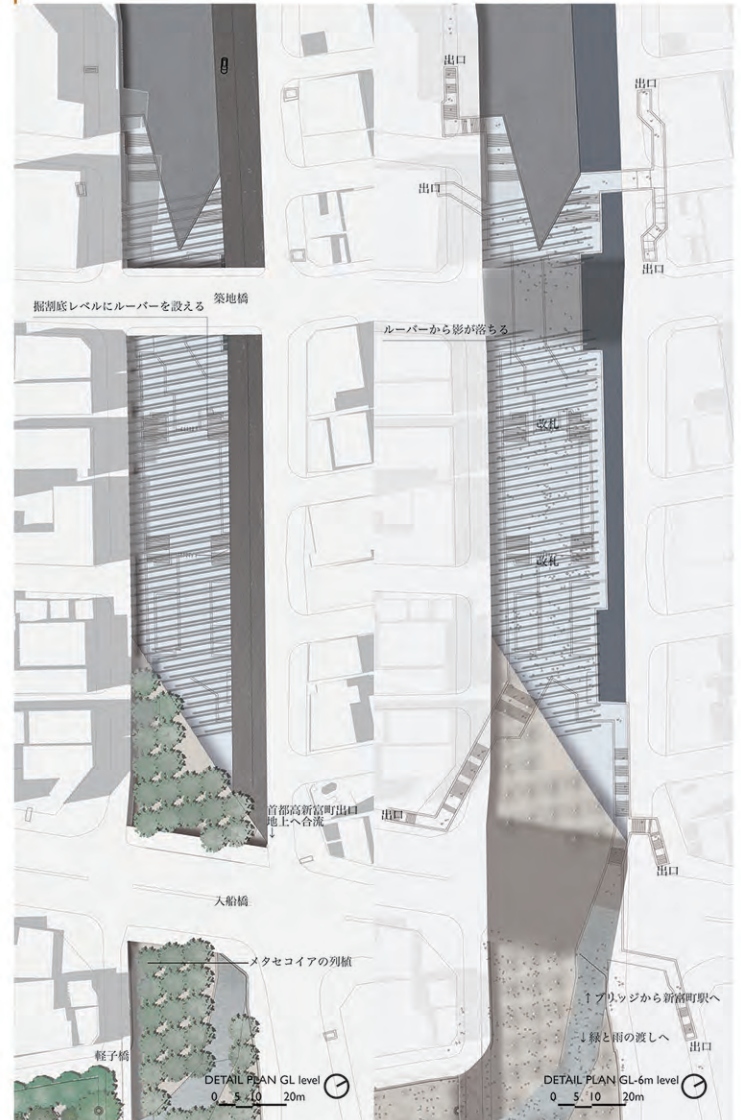 出口
出口
出口
出口
築地橋
掘割底レベルにルーバーを設える
ルーバーから影が落ちる
改札
改札
首都高新富町出口
地上へ合流
↓
出口
出口
入船橋
メタセコイアの列植
↑ブリッジから新富町駅へ
↓緑と雨の渡しへ
出口
軽子橋
DETAIL PLAN GL level
0 5 10 20m
DETAIL PLAN GL-6m level
0 5 10 20m